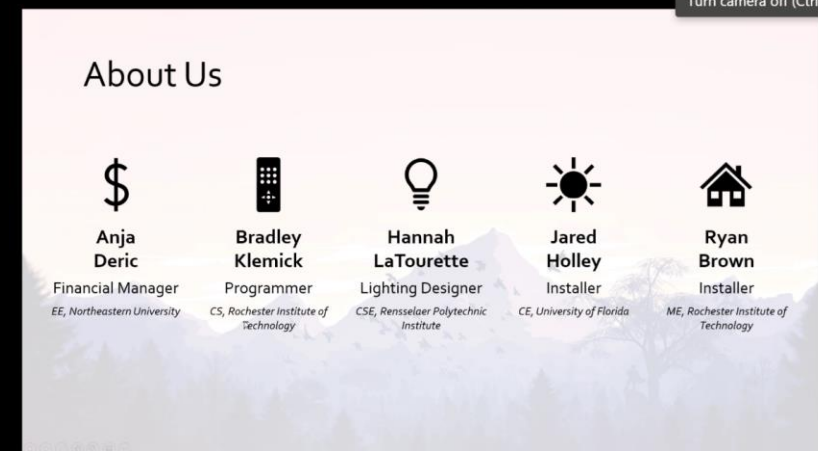 Turn camera off (Ctrl
About Us
$
Anja
Deric
Financial Manager
EE, Northeastern University
Bradley
Klemick
Programmer
CS, Rochester Institute of
Technology
Hannah
LaTourette
Lighting Designer
CSE, Rensselaer Polytechnic
Institute
Jared
Holley
Installer
CE, University of Florida
Ryan
Brown
Installer
ME, Rochester Institute of
Technology